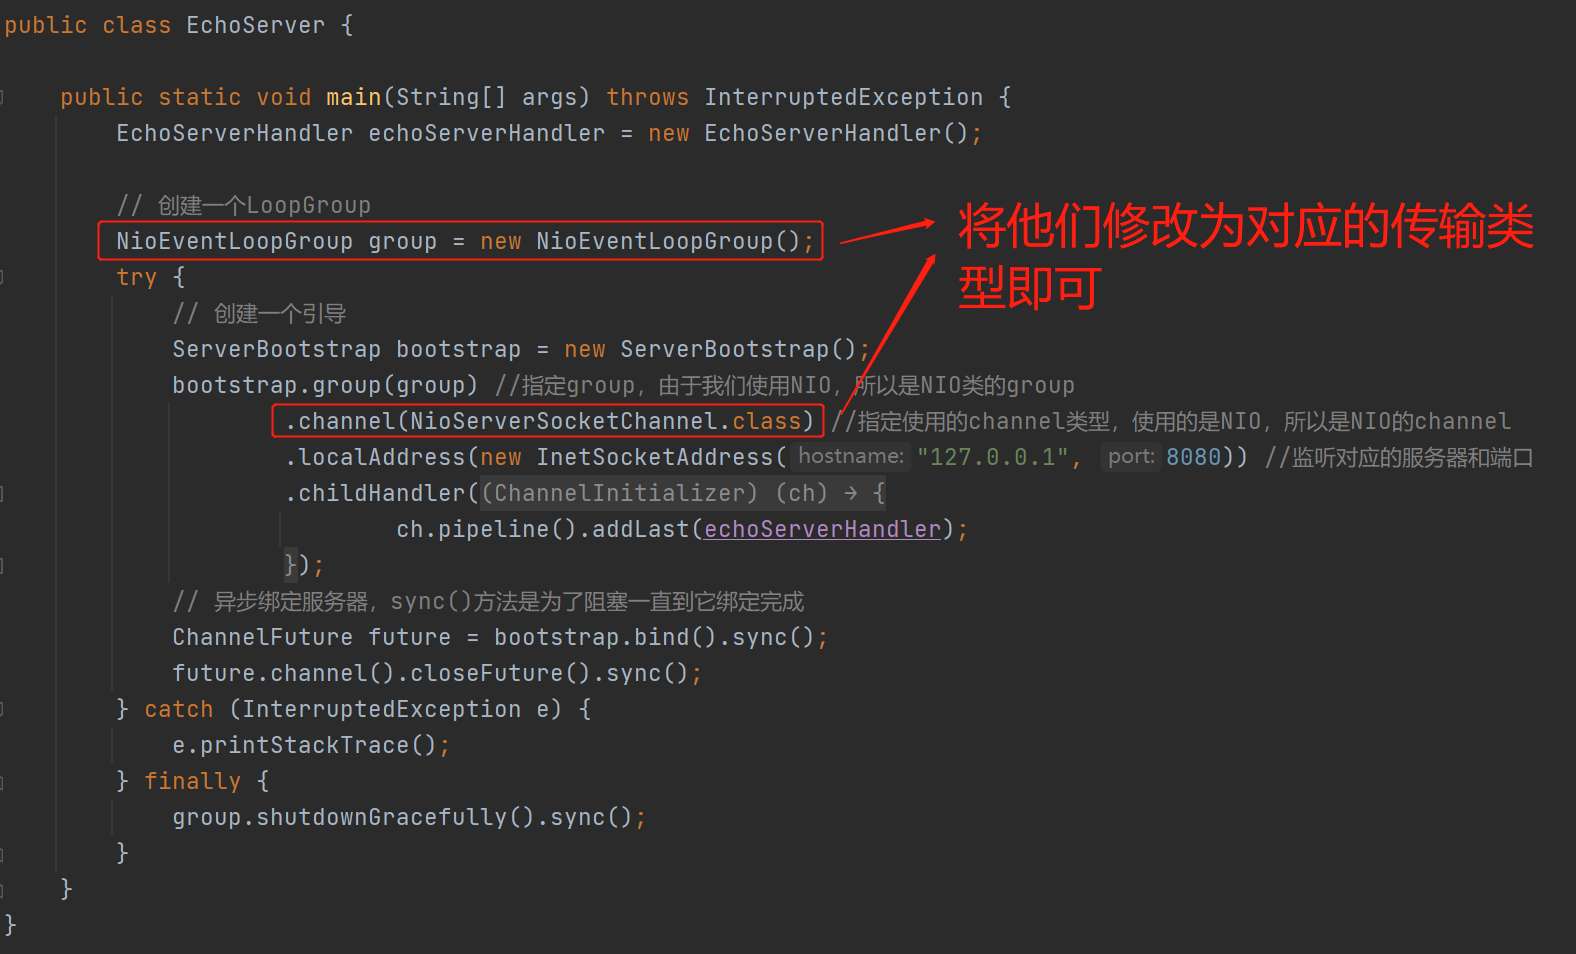 public class EchoServer {
public static void main(String[] args) throws InterruptedException {
EchoServerHandler echoServerHandler = new EchoServerHandler();
// 创建一个LoopGroup
NioEventLoopGroup group = new NioEventLoopGroup();
将他们修改为对应的传输类
型即可
try {
// 创建一个引导
ServerBootstrap bootstrap = new ServerBootstrap();
bootstrap.group(group) //指定group，由于我们使用NIO，所以是NIO类的group
.channel(NioServerSocketChannel.class) //指定使用的channel类型，使用的是NIO，所以是NIO的channel
.localAddress(new InetSocketAddress( hostname: "127.0.0.1", port: 8080)) //监听对应的服务器和端口
.childHandler((ChannelInitializer) (ch) → {
ch.pipeline().addLast(echoServerHandler);
});
// 异步绑定服务器，sync()方法是为了阻塞一直到它绑定完成
ChannelFuture future = bootstrap.bind().sync();
future.channel().closeFuture().sync();
} catch (InterruptedException e) {
e.printStackTrace();
} finally {
group.shutdownGracefully().sync();
}
}
}